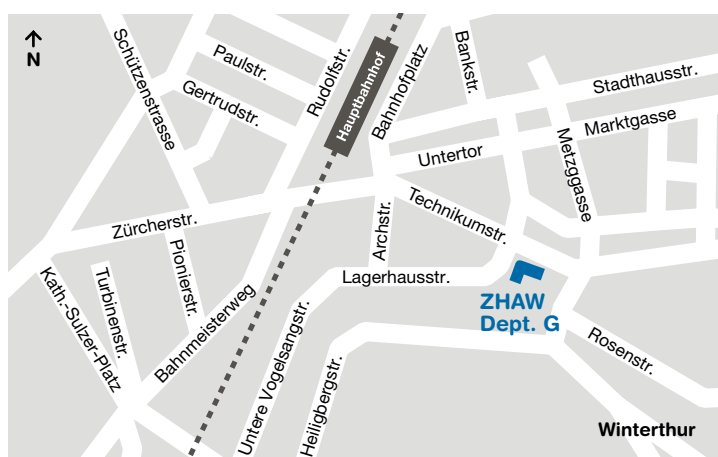 N
Schützenstrasse
Paulstr.
Gertrudstr.
Rudolfstr.
Hauptbahnhof
Bahnhofplatz
Bankstr.
Stadthausstr.
Marktgasse
Untertor
Metzggasse
Technikumstr.
Zürcherstr.
Pionierstr.
Archstr.
Lagerhausstr.
ZHAW
Dept. G
Kath.-Sulzer-Platz
Turbinenstr.
Bahnmeisterweg
Untere Vogelsangstr.
Heiligbergstr.
Rosenstr.
Winterthur